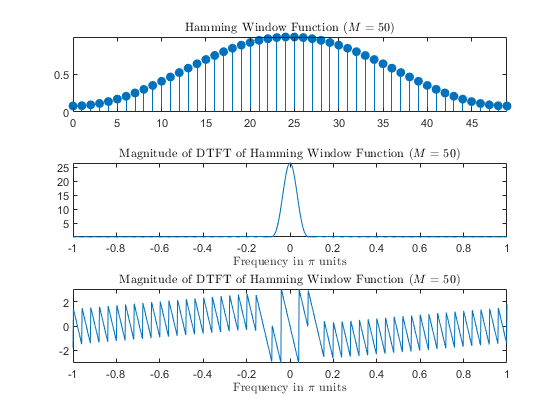 Hamming Window Function (M = 50)
0.5
0
0 5 10 15 20 25 30 35 40 45
Magnitude of DTFT of Hamming Window Function (M = 50)
25
20
15
10
5
-1 -0.8 -0.6 -0.4 -0.2 0 0.2 0.4 0.6 0.8 1
Frequency in π units
Magnitude of DTFT of Hamming Window Function (M = 50)
2
0
-2
-1 -0.8 -0.6 -0.4 -0.2 0 0.2 0.4 0.6 0.8 1
Frequency in π units